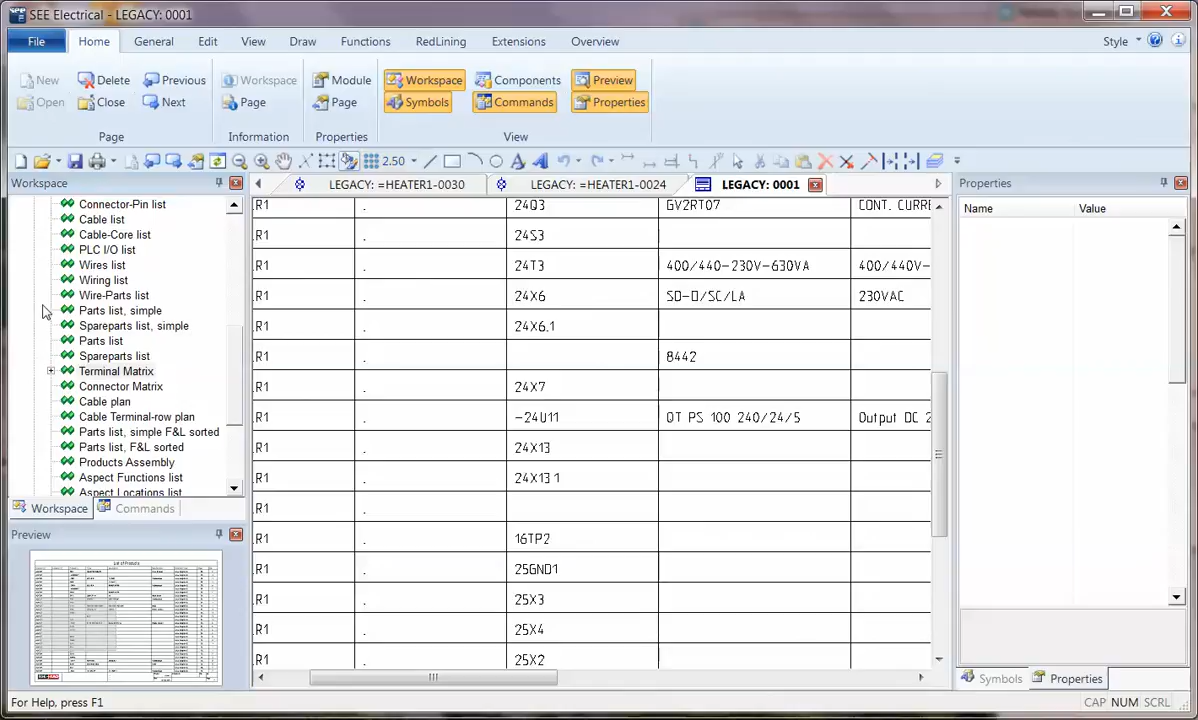 SEE Electrical - LEGACY: 0001
File Home General Edit View Draw Functions RedLining Extensions Overview Style
New Delete Previous Workspace Module Workspace Components Preview
Open Close Next Page Page Symbols Commands Properties
Page Information Properties View
2.50
Workspace
LEGACY: =HEATER1-0030 LEGACY: =HEATER1-0024 LEGACY: 0001
Properties
Name Value
Connector-Pin list
Cable list
Cable-Core list
PLC I/O list
Wires list
Wiring list
Wire-Parts list
Parts list, simple
Spareparts list, simple
Parts list
Spareparts list
Terminal Matrix
Connector Matrix
Cable plan
Cable Terminal-row plan
Parts list, simple F&L sorted
Parts list, F&L sorted
Products Assembly
Aspect Functions list
Aspect Locations list
Workspace Commands
Preview
List of Products
.R1 . 24Q3 GV2RT07 CONT. CURRE
.R1 . 24S3
.R1 . 24T3 400/440-230V-630VA 400/440V-
.R1 . 24X6 SD-O/SC/LA 230VAC
.R1 . 24X6.1
.R1 . 8442
.R1 . 24X7
.R1 . -24U11 OT PS 100 240/24/5 Output DC 2
.R1 . 24X13
.R1 . 24X13.1
.R1 .
.R1 . 16TP2
.R1 . 25GND1
.R1 . 25X3
.R1 . 25X4
.R1 . 25X2
Symbols Properties
For Help, press F1
CAP NUM SCRL